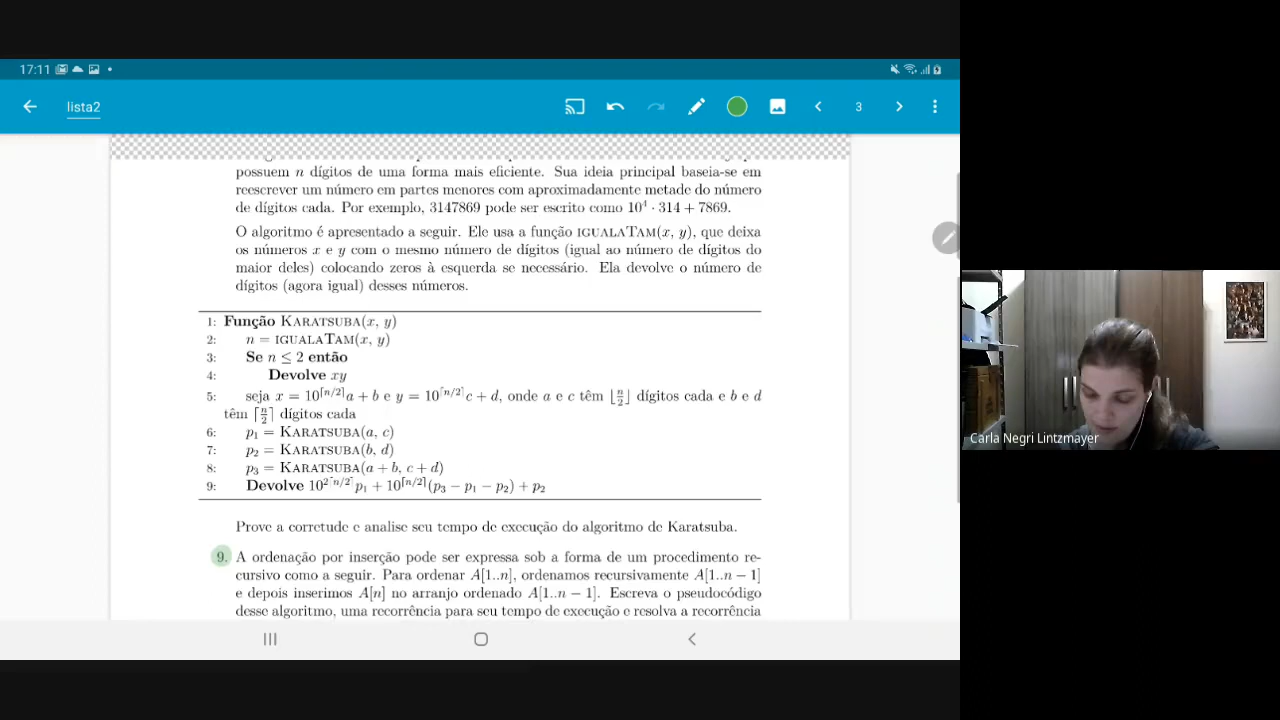 17:11
lista2
3
possuem n dígitos de uma forma mais eficiente. Sua ideia principal baseia-se em
reescrever um número em partes menores com aproximadamente metade do número
de dígitos cada. Por exemplo, 3147869 pode ser escrito como 10⁴ · 314 + 7869.
O algoritmo é apresentado a seguir. Ele usa a função IGUALATAM(x, y), que deixa
os números x e y com o mesmo número de dígitos (igual ao número de dígitos do
maior deles) colocando zeros à esquerda se necessário. Ela devolve o número de
dígitos (agora igual) desses números.
1: Função KARATSUBA(x, y)
2: n = IGUALATAM(x, y)
3: Se n ≤ 2 então
4: Devolve xy
5: seja x = 10^⌈n/2⌉a + b e y = 10^⌈n/2⌉c + d, onde a e c têm ⌊n/2⌋ dígitos cada e b e d
têm ⌈n/2⌉ dígitos cada
6: p₁ = KARATSUBA(a, c)
7: p₂ = KARATSUBA(b, d)
8: p₃ = KARATSUBA(a + b, c + d)
9: Devolve 10^2⌈n/2⌉p₁ + 10^⌈n/2⌉(p₃ − p₁ − p₂) + p₂
Prove a corretude e analise seu tempo de execução do algoritmo de Karatsuba.
9. A ordenação por inserção pode ser expressa sob a forma de um procedimento re-
cursivo como a seguir. Para ordenar A[1..n], ordenamos recursivamente A[1..n − 1]
e depois inserimos A[n] no arranjo ordenado A[1..n − 1]. Escreva o pseudocódigo
desse algoritmo, uma recorrência para seu tempo de execução e resolva a recorrência
Carla Negri Lintzmayer